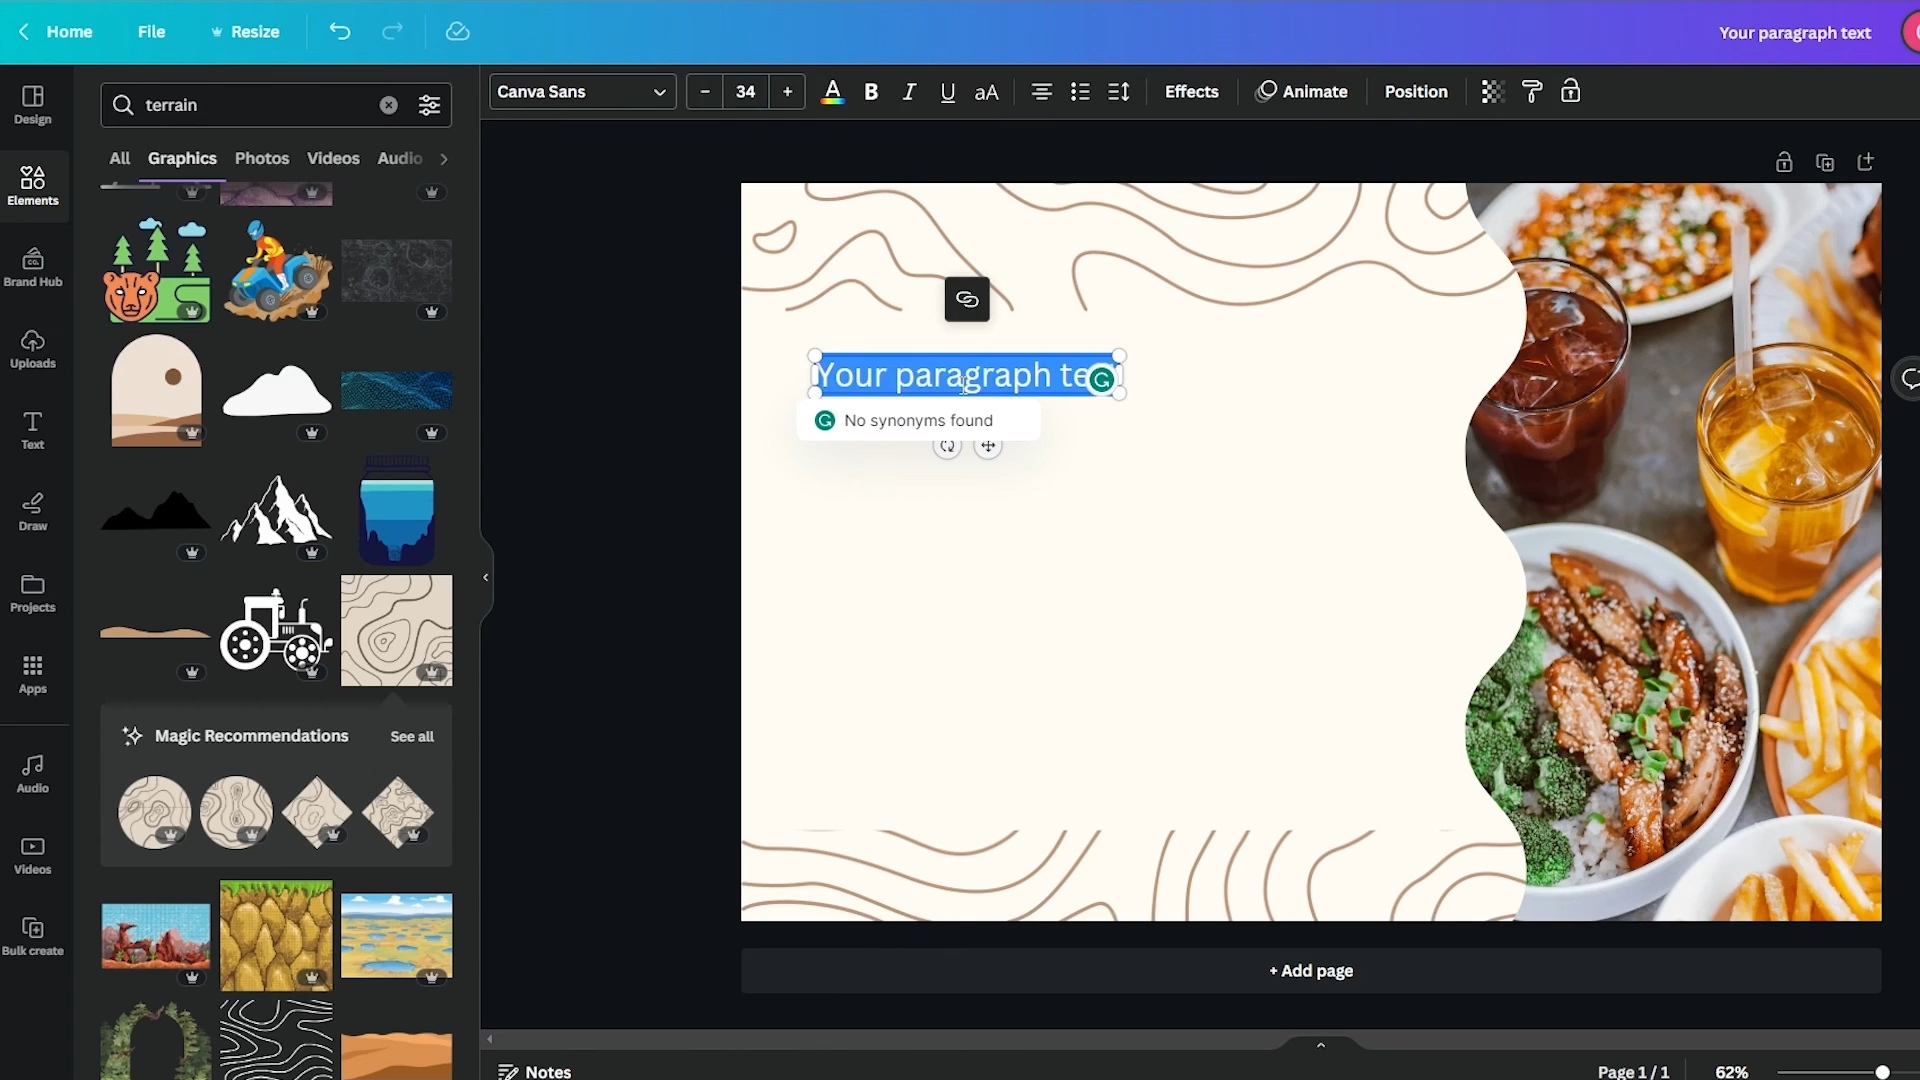 Home
File
Resize
Your paragraph text
Design
Elements
Brand Hub
Uploads
Text
Draw
Projects
Apps
Audio
Videos
Bulk create
terrain
All
Graphics
Photos
Videos
Audio
Magic Recommendations
See all
Canva Sans
- 34 +
A B I U aA
Effects
Animate
Position
Your paragraph te
No synonyms found
+ Add page
Notes
Page 1 / 1
62%